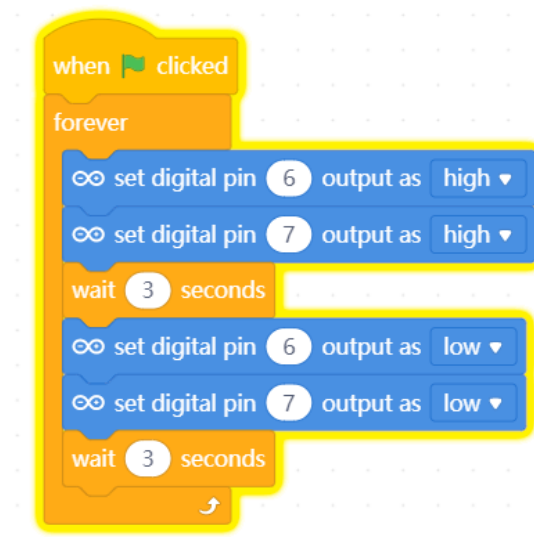 when clicked
forever
set digital pin 6 output as high
set digital pin 7 output as high
wait 3 seconds
set digital pin 6 output as low
set digital pin 7 output as low
wait 3 seconds